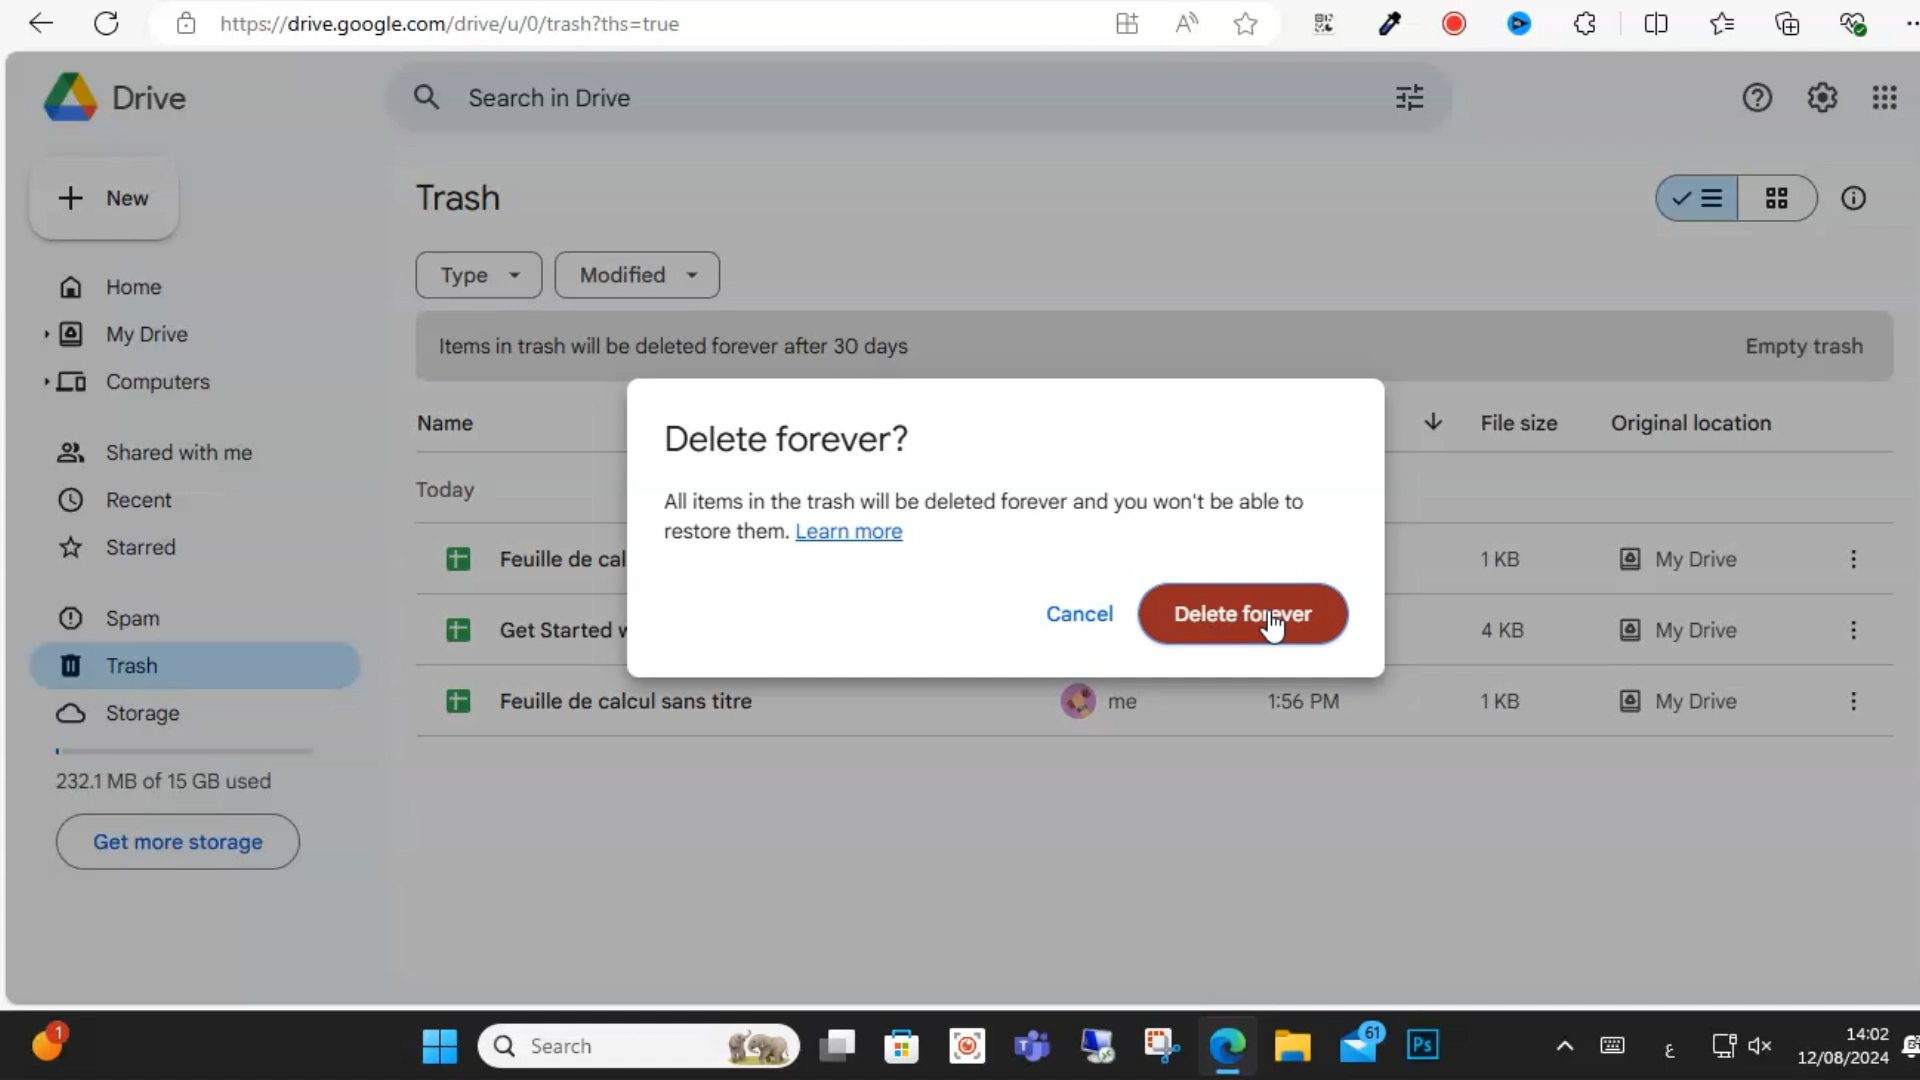 https://drive.google.com/drive/u/0/trash?ths=true
Drive
Search in Drive
New
Trash
Type
Modified
Home
My Drive
Computers
Shared with me
Recent
Starred
Spam
Trash
Storage
232.1 MB of 15 GB used
Get more storage
Items in trash will be deleted forever after 30 days
Empty trash
Name
File size
Original location
Today
Feuille de cal
1 KB
My Drive
Get Started
4 KB
My Drive
Feuille de calcul sans titre
me
1:56 PM
1 KB
My Drive
Delete forever?
All items in the trash will be deleted forever and you won't be able to
restore them. Learn more
Cancel
Delete forever
1
Search
61
Ps
ع
14:02
12/08/2024